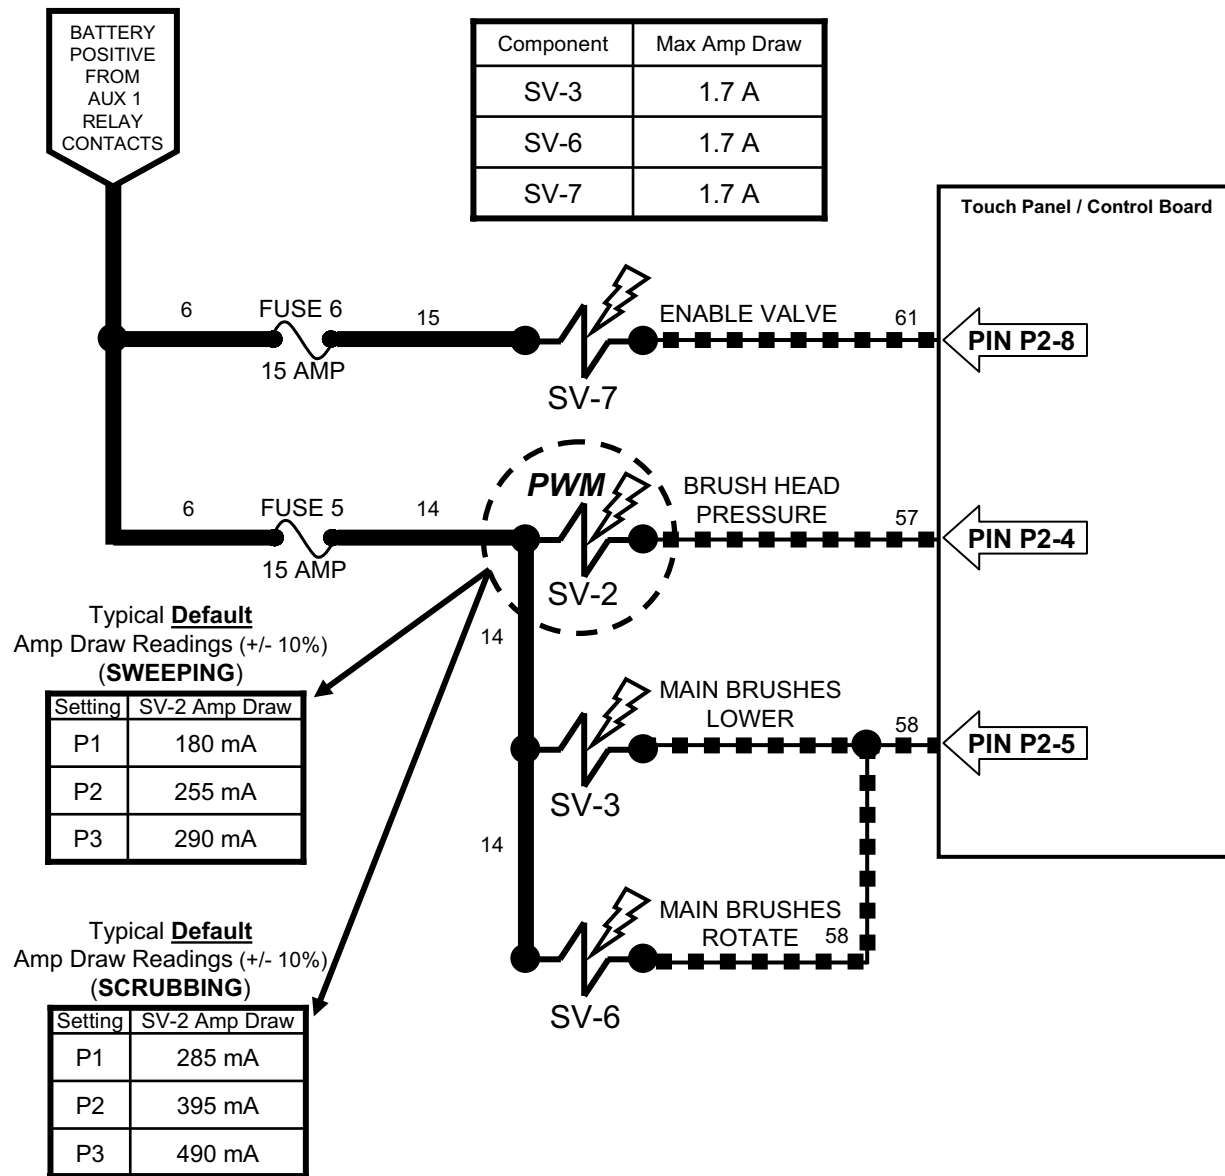 BATTERY
POSITIVE
FROM
AUX 1
RELAY
CONTACTS
Component Max Amp Draw
SV-3 1.7 A
SV-6 1.7 A
SV-7 1.7 A
Touch Panel / Control Board
6 FUSE 6 15 ENABLE VALVE 61
15 AMP
SV-7
PIN P2-8
PWM
BRUSH HEAD
PRESSURE
6 FUSE 5 14 57
15 AMP
SV-2
PIN P2-4
14
Typical Default
Amp Draw Readings (+/- 10%)
(SWEEPING)
Setting SV-2 Amp Draw
P1 180 mA
P2 255 mA
P3 290 mA
MAIN BRUSHES
LOWER
58
PIN P2-5
SV-3
14
MAIN BRUSHES
ROTATE 58
SV-6
Typical Default
Amp Draw Readings (+/- 10%)
(SCRUBBING)
Setting SV-2 Amp Draw
P1 285 mA
P2 395 mA
P3 490 mA